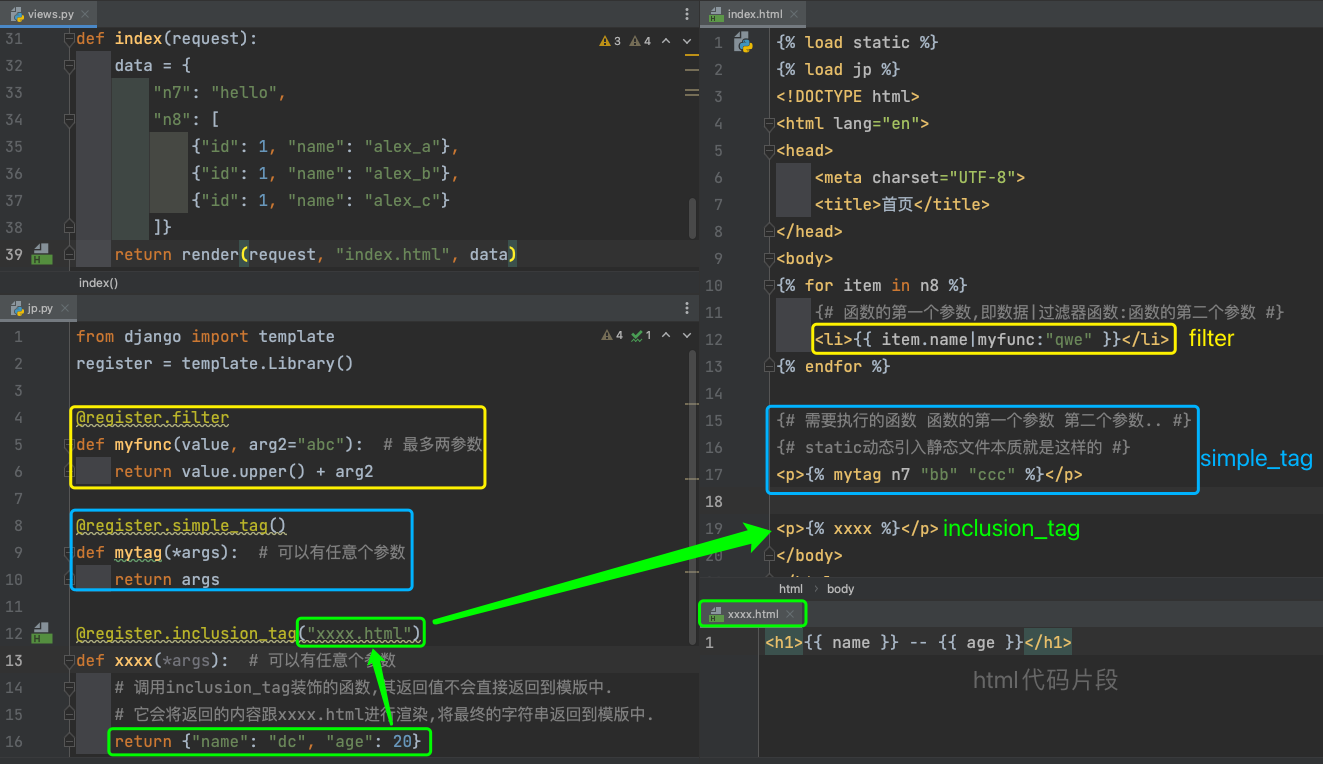 views.py
31 def index(request):
3 4
32 data = {
33 "n7": "hello",
34 "n8": [
35 {"id": 1, "name": "alex_a"},
36 {"id": 1, "name": "alex_b"},
37 {"id": 1, "name": "alex_c"}
38 ]}
39 return render(request, "index.html", data)
index()
jp.py
1 from django import template
4 1
2 register = template.Library()
3
4 @register.filter
5 def myfunc(value, arg2="abc"): # 最多两参数
6 return value.upper() + arg2
7
8 @register.simple_tag()
9 def mytag(*args): # 可以有任意个参数
10 return args
11
12 @register.inclusion_tag("xxxx.html")
13 def xxxx(*args): # 可以有任意个参数
14 # 调用inclusion_tag装饰的函数,其返回值不会直接返回到模版中.
15 # 它会将返回的内容跟xxxx.html进行渲染,将最终的字符串返回到模版中.
16 return {"name": "dc", "age": 20}
index.html
1 {% load static %}
2 {% load jp %}
3 <!DOCTYPE html>
4 <html lang="en">
5 <head>
6 <meta charset="UTF-8">
7 <title>首页</title>
8 </head>
9 <body>
10 {% for item in n8 %}
11 {# 函数的第一个参数,即数据|过滤器函数:函数的第二个参数 #}
12 <li>{{ item.name|myfunc:"qwe" }}</li> filter
13 {% endfor %}
14
15 {# 需要执行的函数 函数的第一个参数 第二个参数.. #}
16 {# static动态引入静态文件本质就是这样的 #}
simple_tag
17 <p>{% mytag n7 "bb" "ccc" %}</p>
18
19 <p>{% xxxx %}</p> inclusion_tag
20 </body>
html body
xxxx.html
1 <h1>{{ name }} -- {{ age }}</h1>
html代码片段